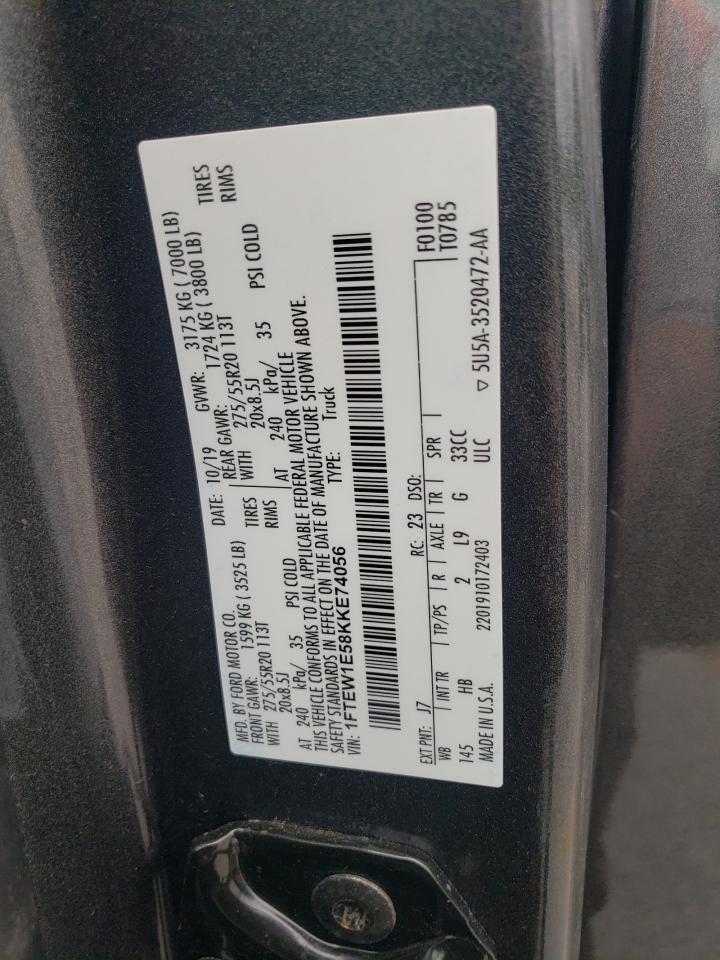 MFD. BY FORD MOTOR CO.
DATE: 10/19 GVWR: 3175 KG ( 7000 LB)
FRONT GAWR: 1599 KG ( 3525 LB) REAR GAWR: 1724 KG ( 3800 LB)
WITH 275/55R20 113T TIRES WITH 275/55R20 113T TIRES
20x8.5J RIMS 20x8.5J RIMS
AT 240 kPa/ 35 PSI COLD AT 240 kPa/ 35 PSI COLD
THIS VEHICLE CONFORMS TO ALL APPLICABLE FEDERAL MOTOR VEHICLE
SAFETY STANDARDS IN EFFECT ON THE DATE OF MANUFACTURE SHOWN ABOVE.
VIN: 1FTEW1E58KKE74056 TYPE: Truck
F0100
T0785
EXT PNT: J7 RC: 23 DSO:
WB INT TR TP/PS R AXLE TR SPR
145 HB 2 L9 G 33CC
MADE IN U.S.A. 2201910172403 ULC ▽ 5U5A-3520472-AA